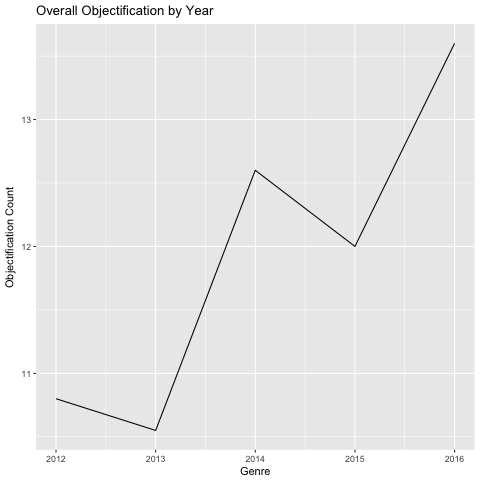 Overall Objectification by Year
Objectification Count
13
12
11
2012 2013 2014 2015 2016
Genre